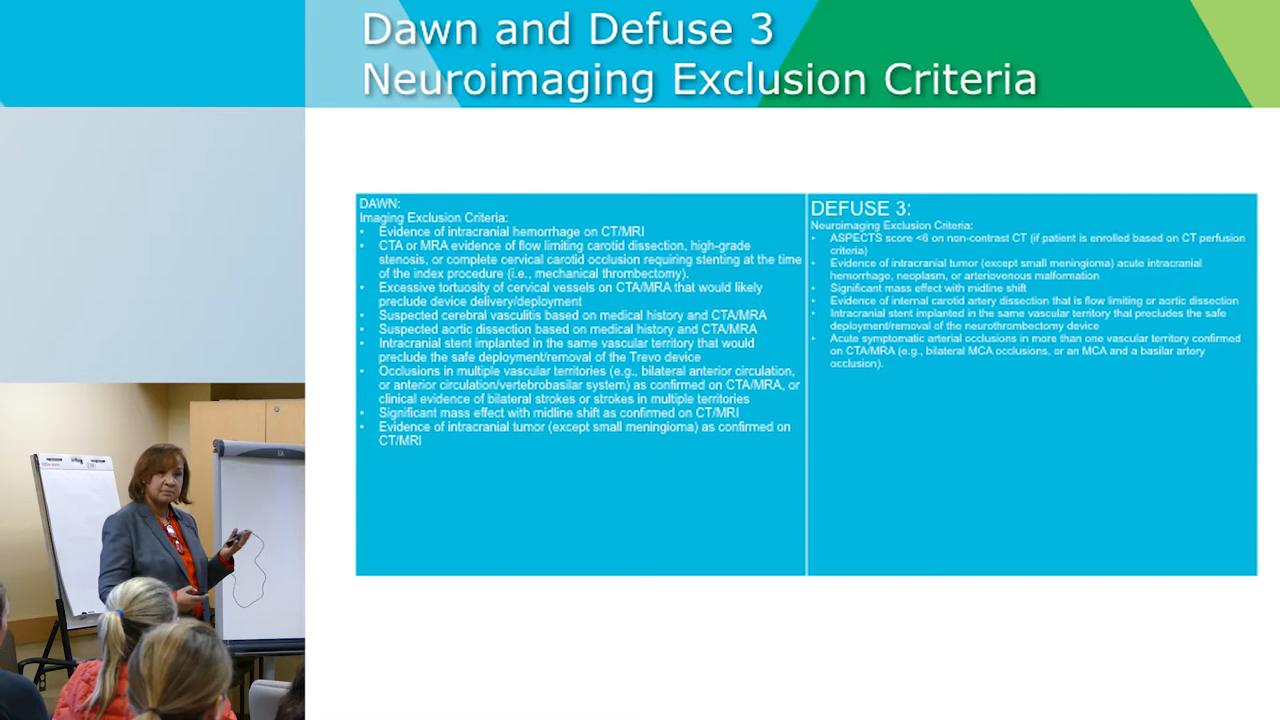 Dawn and Defuse 3
Neuroimaging Exclusion Criteria
DAWN:
Imaging Exclusion Criteria:
• Evidence of intracranial hemorrhage on CT/MRI
• CTA or MRA evidence of flow limiting carotid dissection, high-grade
stenosis, or complete cervical carotid occlusion requiring stenting at the time
of the index procedure (i.e., mechanical thrombectomy).
• Excessive tortuosity of cervical vessels on CTA/MRA that would likely
preclude device delivery/deployment
• Suspected cerebral vasculitis based on medical history and CTA/MRA
• Suspected aortic dissection based on medical history and CTA/MRA
• Intracranial stent implanted in the same vascular territory that would
preclude the safe deployment/removal of the Trevo device
• Occlusions in multiple vascular territories (e.g., bilateral anterior circulation,
or anterior circulation/vertebrobasilar system) as confirmed on CTA/MRA, or
clinical evidence of bilateral strokes or strokes in multiple territories
• Significant mass effect with midline shift as confirmed on CT/MRI
• Evidence of intracranial tumor (except small meningioma) as confirmed on
CT/MRI
DEFUSE 3:
Neuroimaging Exclusion Criteria:
• ASPECTS score <6 on non-contrast CT (if patient is enrolled based on CT perfusion
criteria)
• Evidence of intracranial tumor (except small meningioma) acute intracranial
hemorrhage, neoplasm, or arteriovenous malformation
• Significant mass effect with midline shift
• Evidence of internal carotid artery dissection that is flow limiting or aortic dissection
• Intracranial stent implanted in the same vascular territory that precludes the safe
deployment/removal of the neurothrombectomy device
• Acute symptomatic arterial occlusions in more than one vascular territory confirmed
on CTA/MRA (e.g., bilateral MCA occlusions, or an MCA and a basilar artery
occlusion).